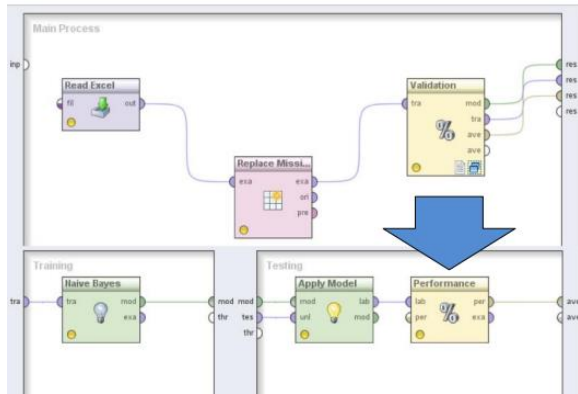 Main Process
inp
Read Excel
fil out
Replace Missi...
exa exa
ori
pre
Validation
tra mod
tra
ave
ave
res
res
res
res
Training
tra
Naive Bayes
tra mod
exa
mod
thr
Testing
mod
tes
thr
Apply Model
mod lab
unl mod
Performance
lab per
per exa
ave
ave